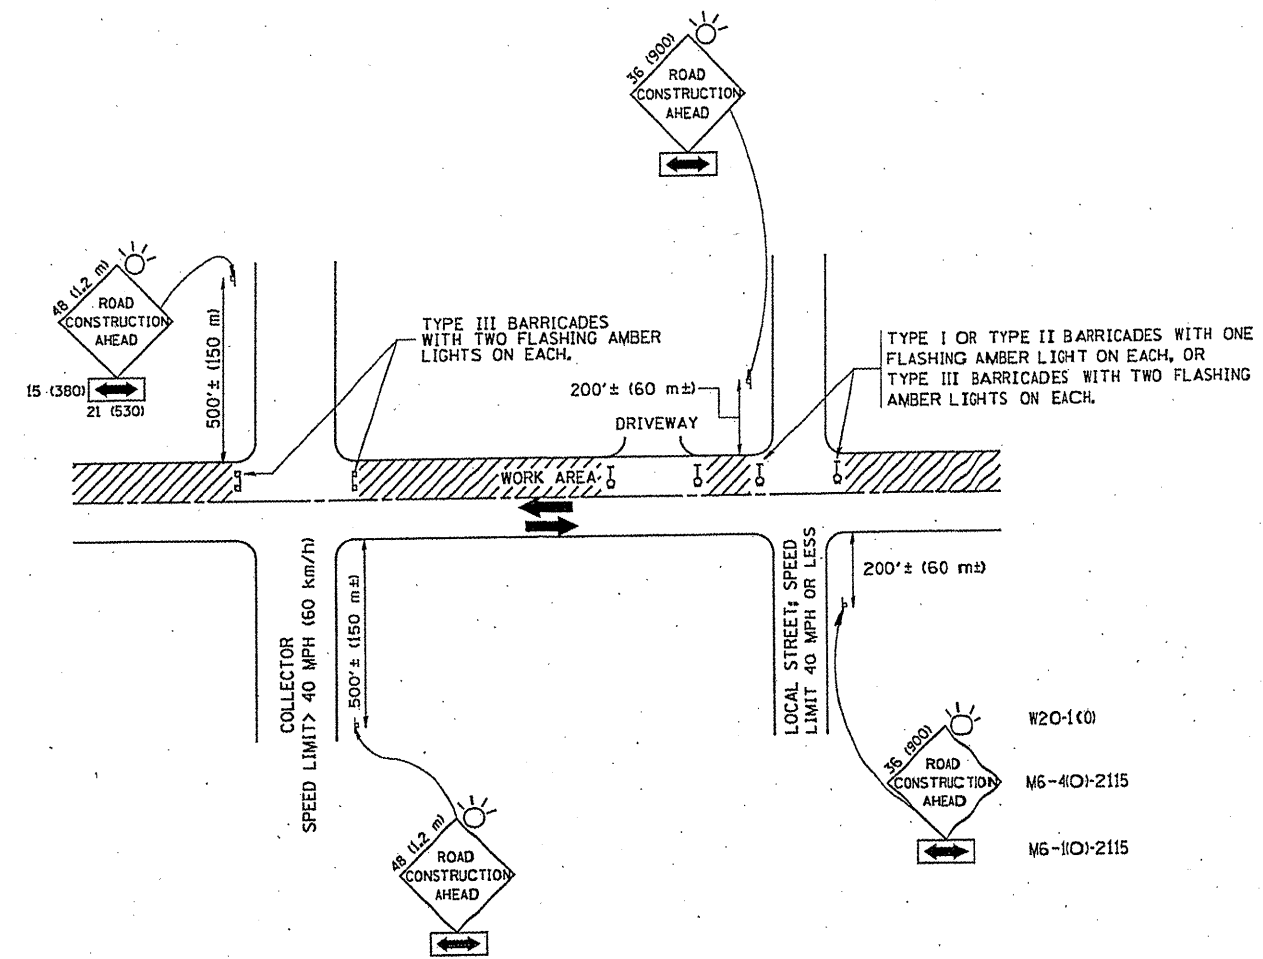 36 (900)
ROAD
CONSTRUCTION
AHEAD
48 (1.2 m)
ROAD
CONSTRUCTION
AHEAD
15 (380)
21 (530)
500'± (150 m)
TYPE III BARRICADES
WITH TWO FLASHING AMBER
LIGHTS ON EACH.
200'± (60 m±)
DRIVEWAY
TYPE I OR TYPE II BARRICADES WITH ONE
FLASHING AMBER LIGHT ON EACH, OR
TYPE III BARRICADES WITH TWO FLASHING
AMBER LIGHTS ON EACH.
WORK AREA
COLLECTOR
SPEED LIMIT> 40 MPH (60 km/h)
500'± (150 m±)
LOCAL STREET; SPEED
LIMIT 40 MPH OR LESS
200'± (60 m±)
48 (1.2 m)
ROAD
CONSTRUCTION
AHEAD
36 (900)
ROAD
CONSTRUCTION
AHEAD
W20-1(O)
M6-4(O)-2115
M6-1(O)-2115